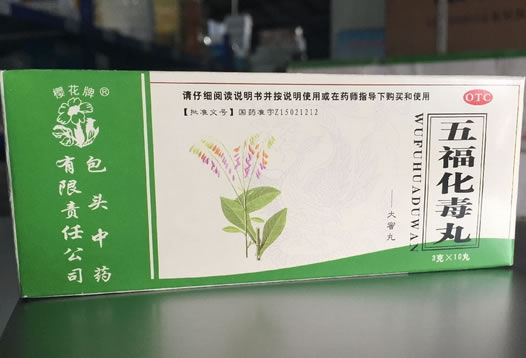 樱花牌®
包头中药
有限责任公司
请仔细阅读说明书并按说明使用或在药师指导下购买和使用
【批准文号】国药准字Z15021212
OTC
五福化毒丸
WUFUHUADUWAN
——大蜜丸
3克×10丸